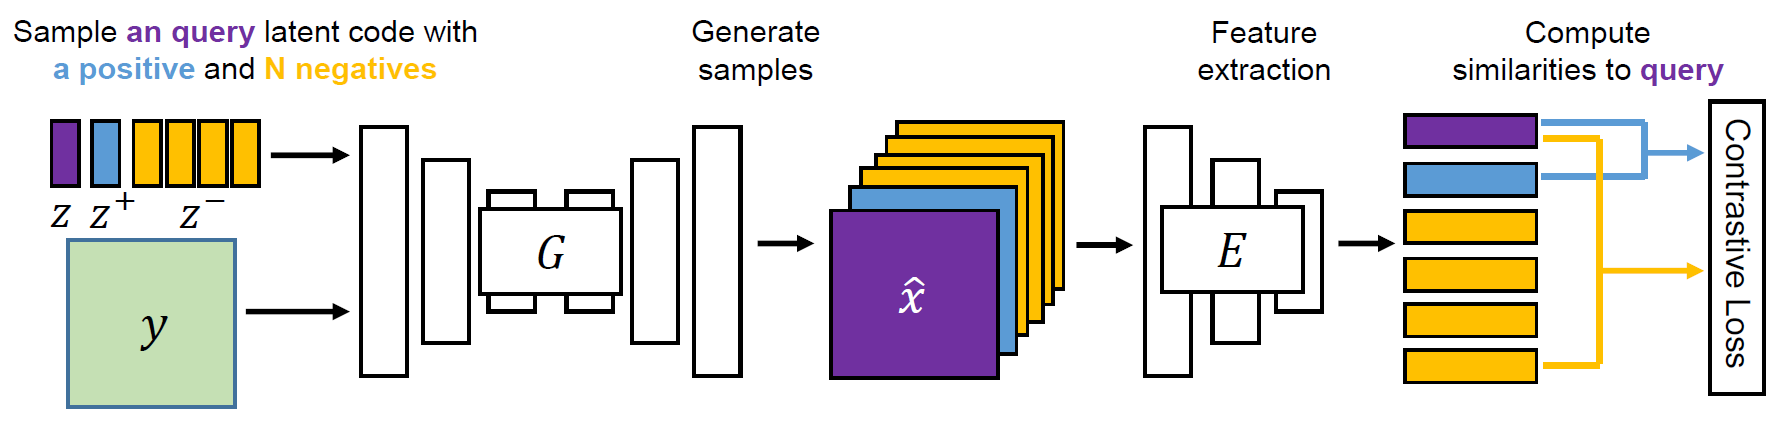 Sample an query latent code with
a positive and N negatives
Generate
samples
Feature
extraction
Compute
similarities to query
z z⁺ z⁻
y
G
x̂
E
Contrastive Loss